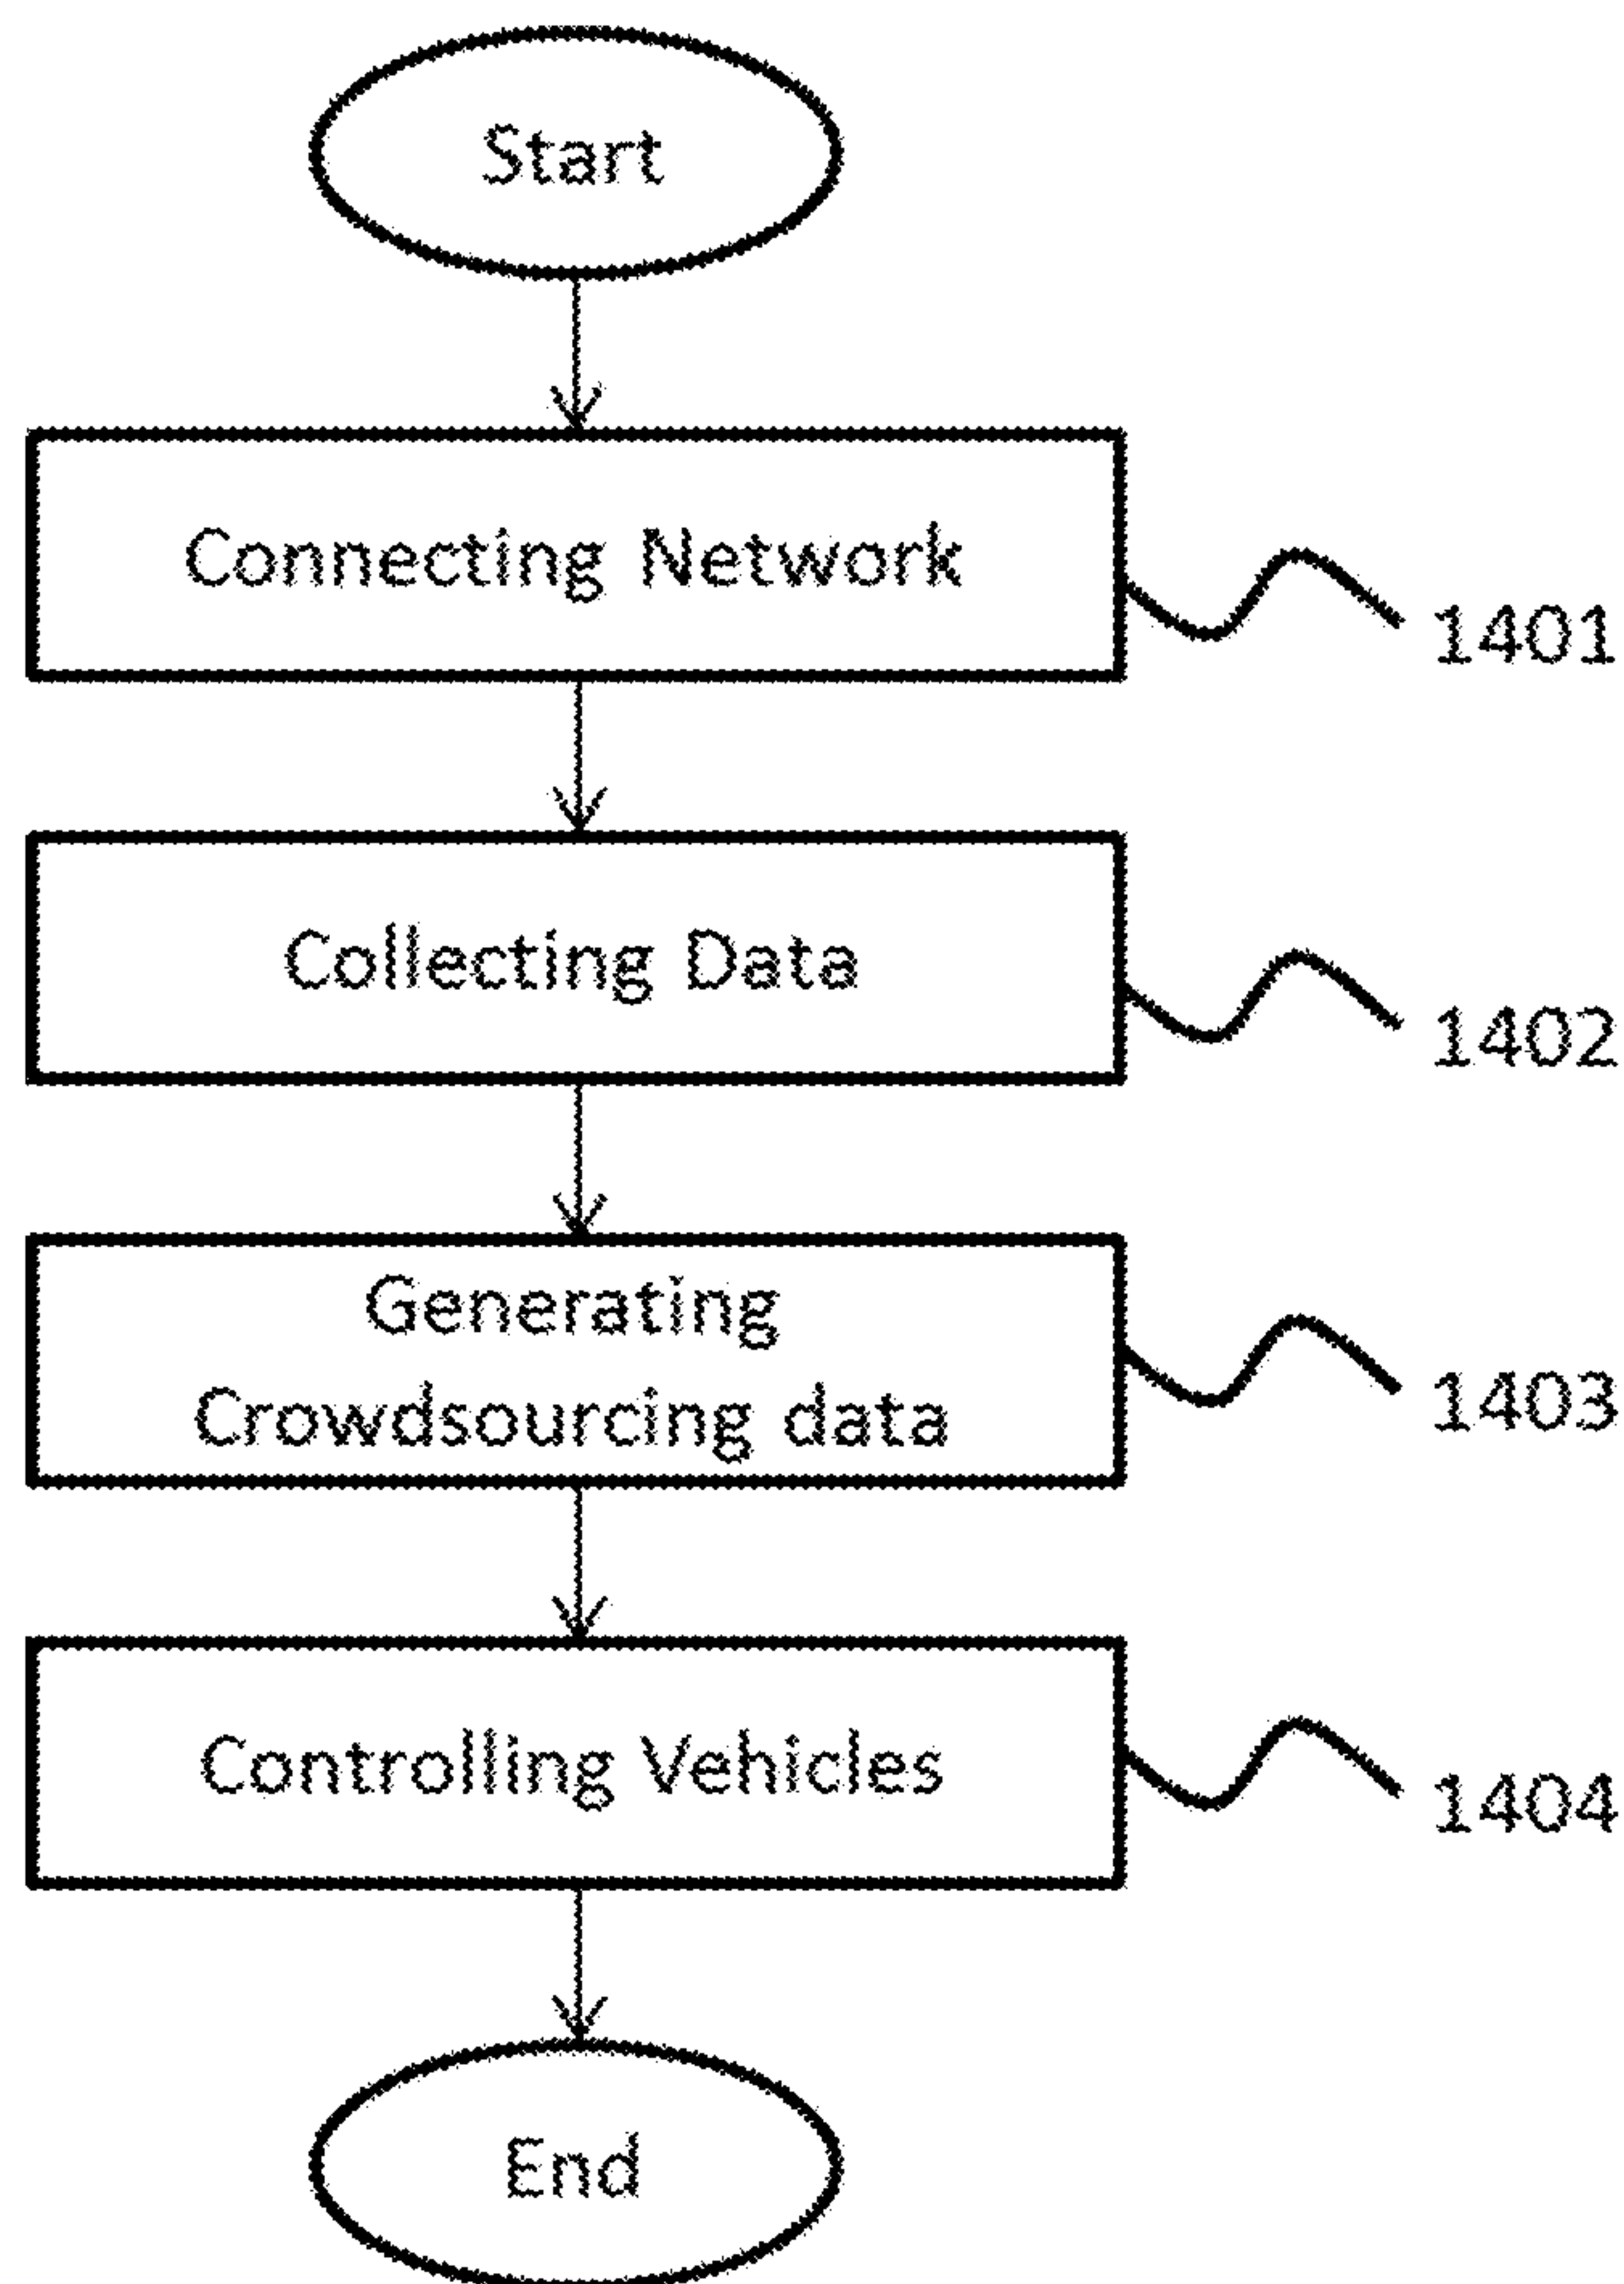 Start
Connecting Network
1401
Collecting Data
1402
Generating
Crowdsourcing data
1403
Controlling Vehicles
1404
End